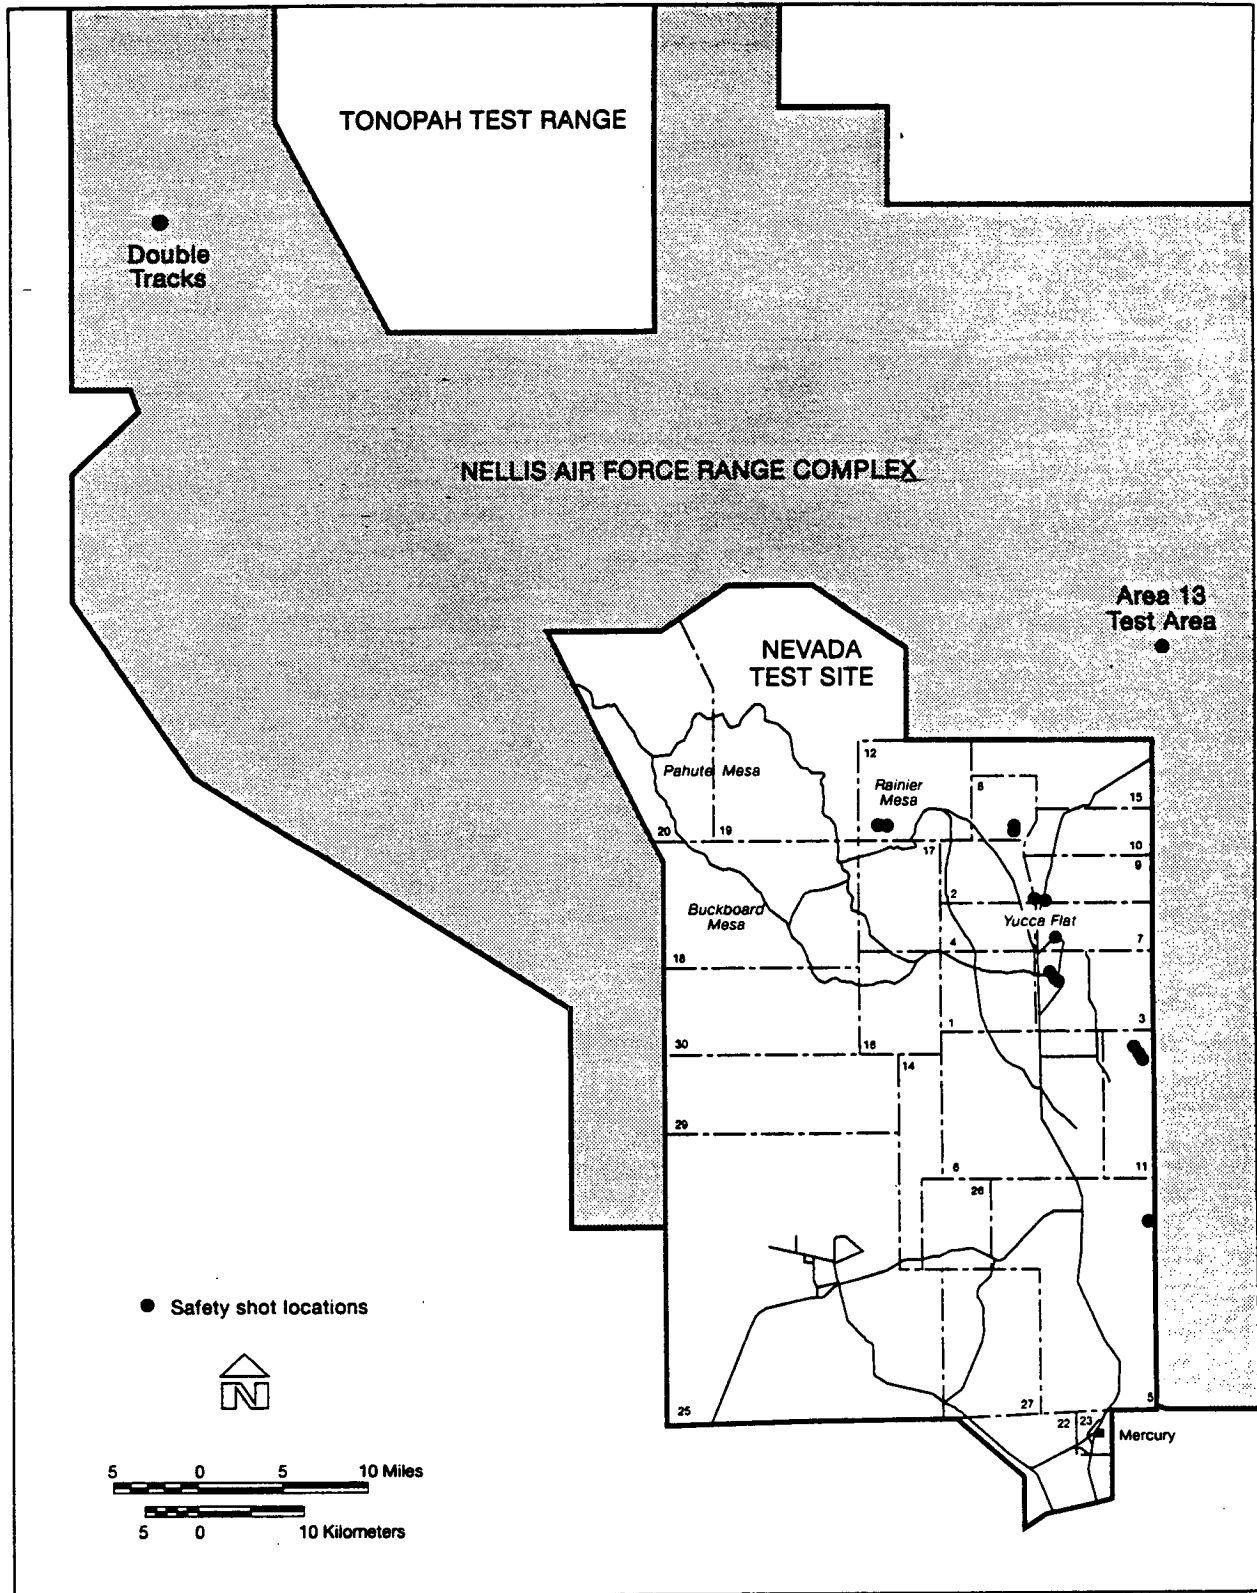 TONOPAH TEST RANGE
Double
Tracks
NELLIS AIR FORCE RANGE COMPLEX
Area 13
Test Area
NEVADA
TEST SITE
12
Pahute Mesa
Rainier
Mesa
8
15
20
19
17
10
9
2
Buckboard
Mesa
Yucca Flat
4
7
18
1
3
30
16
14
29
6
11
26
Safety shot locations
N
25
27
5
22
23
Mercury
5 0 5 10 Miles
5 0 10 Kilometers